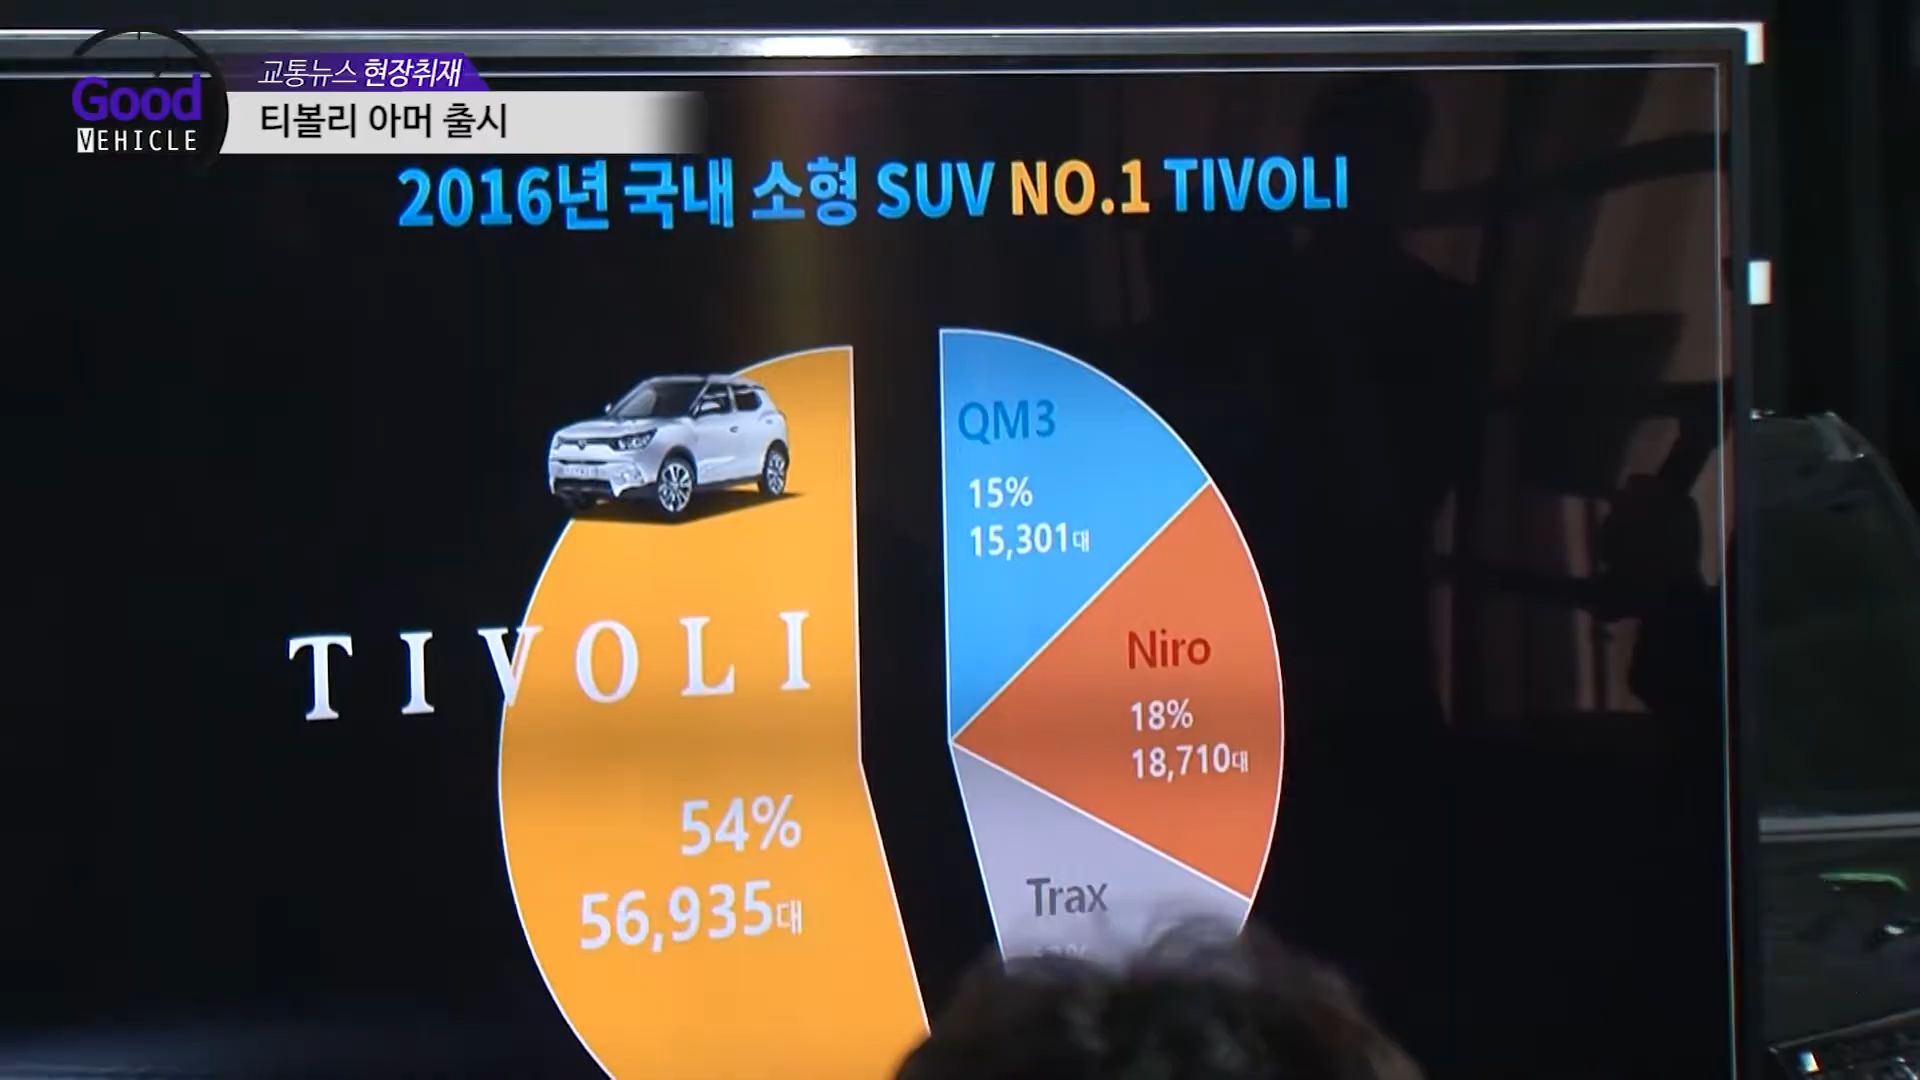 Good
VEHICLE
교통뉴스 현장취재
티볼리 아머 출시
2016년 국내 소형 SUV NO.1 TIVOLI
QM3
15%
15,301대
Niro
18%
18,710대
TIVOLI
54%
56,935대
Trax